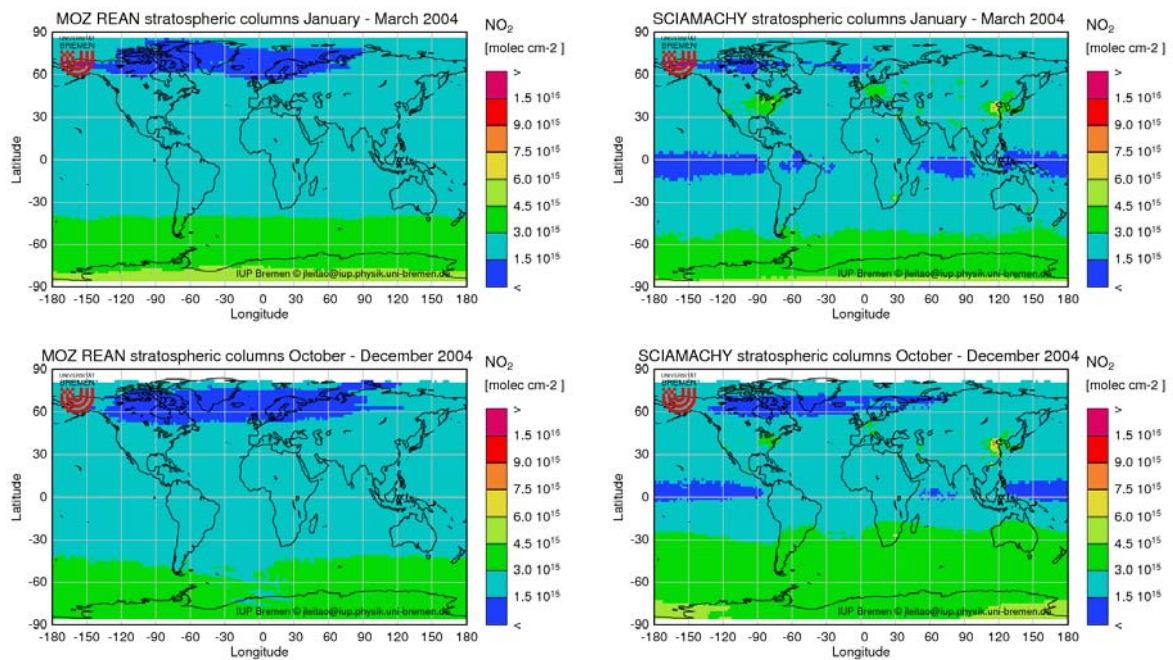 MOZ REAN stratospheric columns January - March 2004
NO2
[molec cm-2 ]
UNIVERSITÄT
BREMEN
90
60
30
0
-30
-60
-90
Latitude
-180 -150 -120 -90 -60 -30 0 30 60 90 120 150 180
Longitude
IUP Bremen © jleitao@iup.physik.uni-bremen.de
>
1.5 10^16
9.0 10^15
7.5 10^15
6.0 10^15
4.5 10^15
3.0 10^15
1.5 10^15
<
SCIAMACHY stratospheric columns January - March 2004
NO2
[molec cm-2 ]
UNIVERSITÄT
BREMEN
90
60
30
0
-30
-60
-90
Latitude
-180 -150 -120 -90 -60 -30 0 30 60 90 120 150 180
Longitude
IUP Bremen © jleitao@iup.physik.uni-bremen.de
>
1.5 10^16
9.0 10^15
7.5 10^15
6.0 10^15
4.5 10^15
3.0 10^15
1.5 10^15
<
MOZ REAN stratospheric columns October - December 2004
NO2
[molec cm-2 ]
UNIVERSITÄT
BREMEN
90
60
30
0
-30
-60
-90
Latitude
-180 -150 -120 -90 -60 -30 0 30 60 90 120 150 180
Longitude
IUP Bremen © jleitao@iup.physik.uni-bremen.de
>
1.5 10^16
9.0 10^15
7.5 10^15
6.0 10^15
4.5 10^15
3.0 10^15
1.5 10^15
<
SCIAMACHY stratospheric columns October - December 2004
NO2
[molec cm-2 ]
UNIVERSITÄT
BREMEN
90
60
30
0
-30
-60
-90
Latitude
-180 -150 -120 -90 -60 -30 0 30 60 90 120 150 180
Longitude
IUP Bremen © jleitao@iup.physik.uni-bremen.de
>
1.5 10^16
9.0 10^15
7.5 10^15
6.0 10^15
4.5 10^15
3.0 10^15
1.5 10^15
<